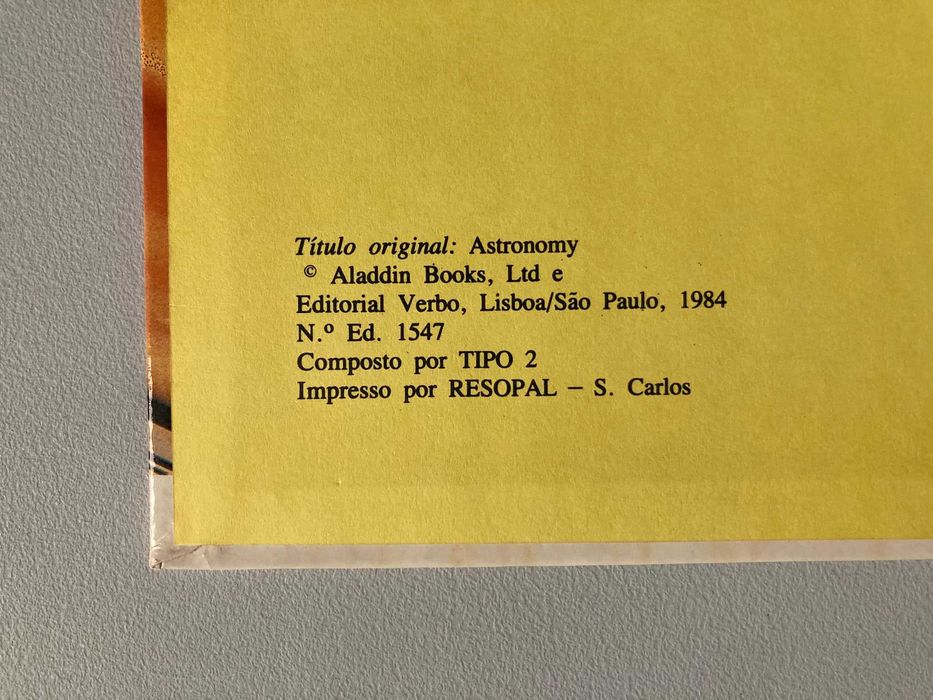 Título original: Astronomy
© Aladdin Books, Ltd e
Editorial Verbo, Lisboa/São Paulo, 1984
N.º Ed. 1547
Composto por TIPO 2
Impresso por RESOPAL – S. Carlos